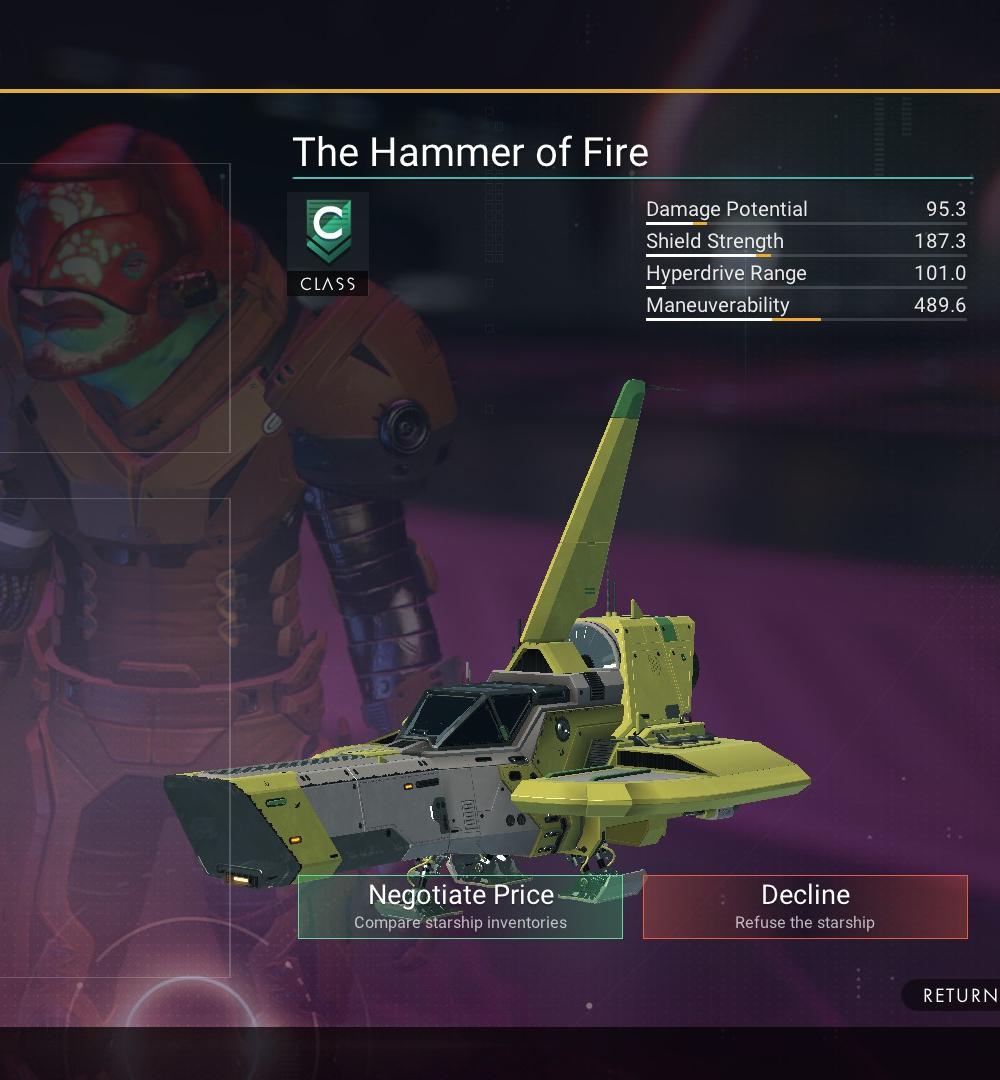 The Hammer of Fire
C
CLASS
Damage Potential 95.3
Shield Strength 187.3
Hyperdrive Range 101.0
Maneuverability 489.6
Negotiate Price
Compare starship inventories
Decline
Refuse the starship
RETURN